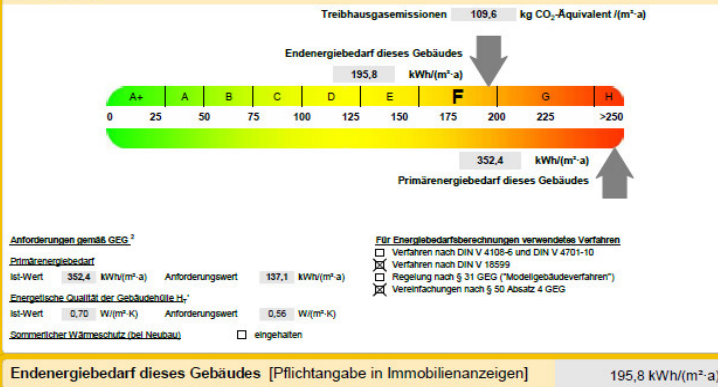 Treibhausgasemissionen 109,6 kg CO₂-Äquivalent /(m²·a)
Endenergiebedarf dieses Gebäudes
195,8 kWh/(m²·a)
A+ A B C D E F G H
0 25 50 75 100 125 150 175 200 225 >250
352,4 kWh/(m²·a)
Primärenergiebedarf dieses Gebäudes
Anforderungen gemäß GEG ²
Für Energiebedarfsberechnungen verwendetes Verfahren
Primärenergiebedarf
Verfahren nach DIN V 4108-6 und DIN V 4701-10
Ist-Wert 352,4 kWh/(m²·a) Anforderungswert 137,1 kWh/(m²·a)
Verfahren nach DIN V 18599
Regelung nach § 31 GEG ("Modellgebäudeverfahren")
Energetische Qualität der Gebäudehülle H_T'
Vereinfachungen nach § 50 Absatz 4 GEG
Ist-Wert 0,70 W/(m²·K) Anforderungswert 0,56 W/(m²·K)
Sommerlicher Wärmeschutz (bei Neubau) eingehalten
Endenergiebedarf dieses Gebäudes [Pflichtangabe in Immobilienanzeigen] 195,8 kWh/(m²·a)